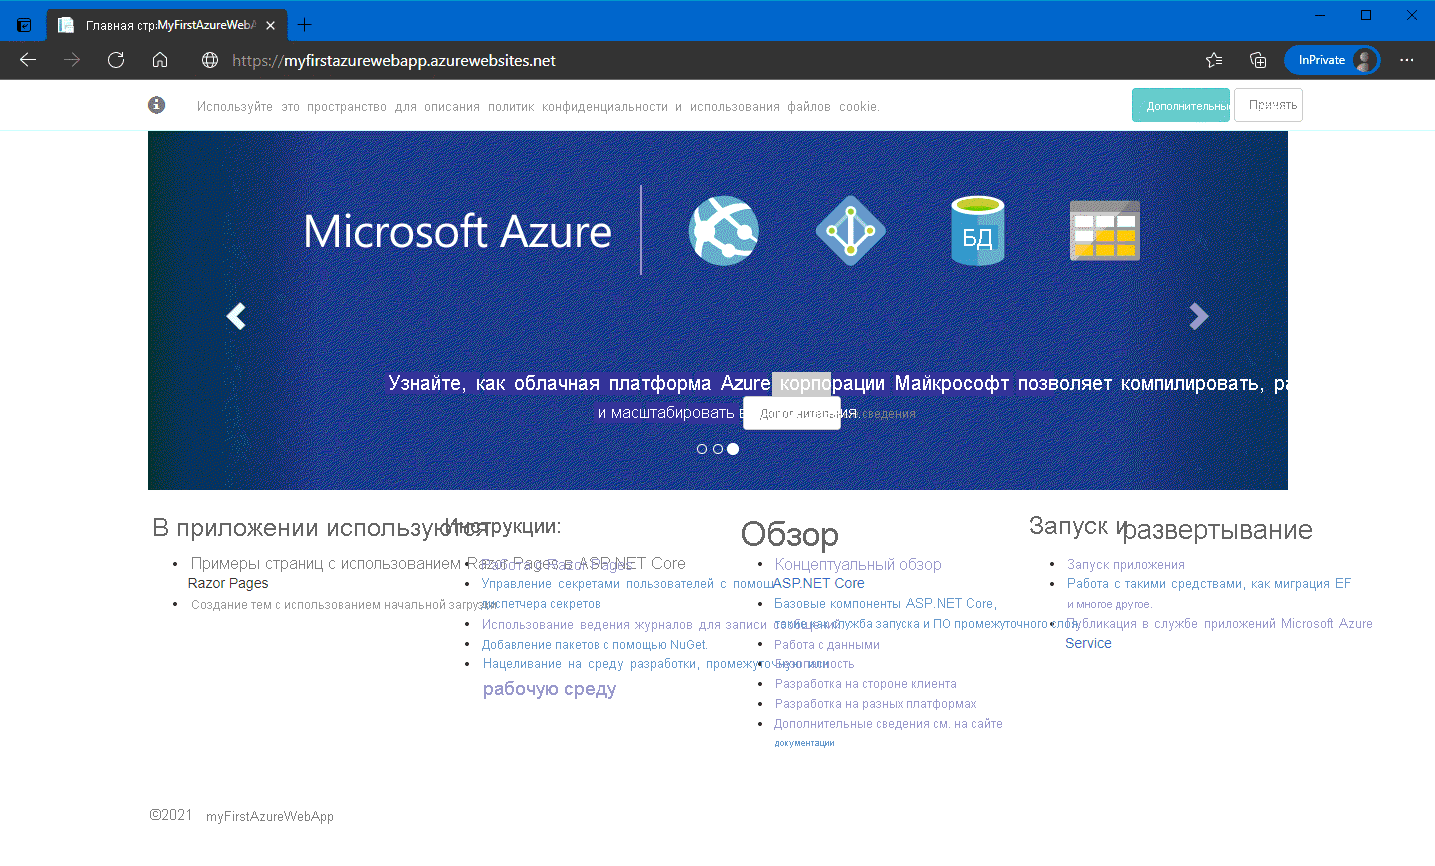 Главная стр MyFirstAzureWebA
https://myfirstazurewebapp.azurewebsites.net
InPrivate
Используйте это пространство для описания политик конфиденциальности и использования файлов cookie.
Дополнительные
Принять
Microsoft Azure
БД
Узнайте, как облачная платформа Azure корпорации Майкрософт позволяет компилировать, ра
и масштабировать в
сведения
В приложении используются
Примеры страниц с использованием Razor Pages в ASP.NET Core
Razor Pages
Создание тем с использованием начальной загрузки
Инструкции:
Работа с Razor Pages
Управление секретами пользователей с помощ
диспетчера секретов
Использование ведения журналов для записи сообщений.
Добавление пакетов с помощью NuGet.
Нацеливание на среду разработки, промежуточную или
рабочую среду
Обзор
Концептуальный обзор
ASP.NET Core
Базовые компоненты ASP.NET Core,
такие как служба запуска и ПО промежуточного слоя
Работа с данными
Безопасность
Разработка на стороне клиента
Разработка на разных платформах
Дополнительные сведения см. на сайте
документации
Запуск и развертывание
Запуск приложения
Работа с такими средствами, как миграция EF
и многое другое.
Публикация в службе приложений Microsoft Azure
Service
©2021 myFirstAzureWebApp